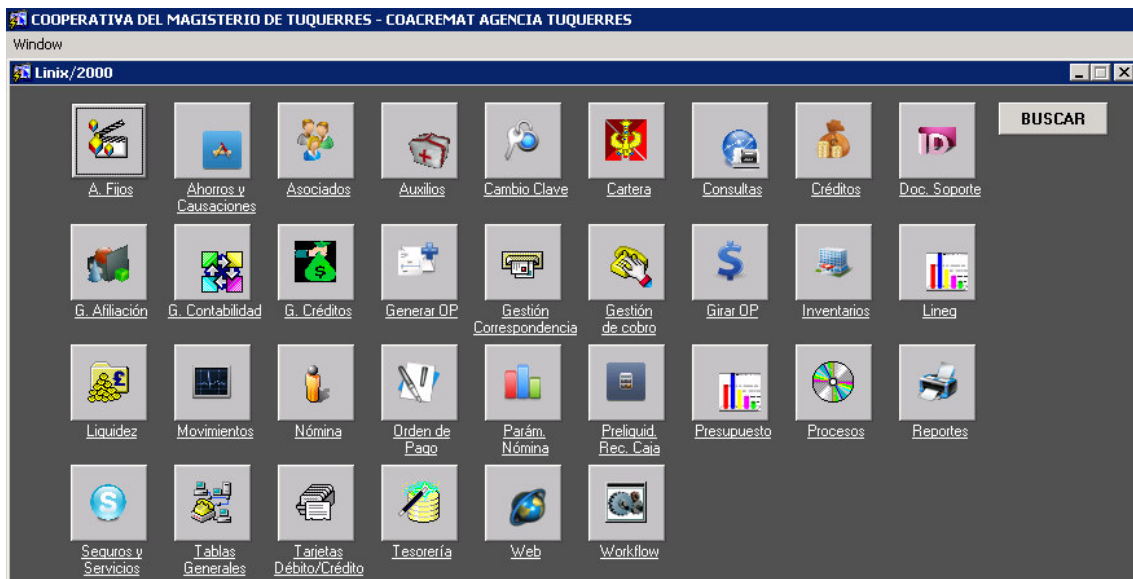 COOPERATIVA DEL MAGISTERIO DE TUQUERRES - COACREMAT AGENCIA TUQUERRES
Window
Linix/2000
BUSCAR
A. Fijos
Ahorros y
Causaciones
Asociados
Auxilios
Cambio Clave
Cartera
Consultas
Créditos
Doc. Soporte
G. Afiliación
G. Contabilidad
G. Créditos
Generar OP
Gestión
Correspondencia
Gestión
de cobro
Girar OP
Inventarios
Lineg
Liquidez
Movimientos
Nómina
Orden de
Pago
Parám.
Nómina
Preliquid.
Rec. Caja
Presupuesto
Procesos
Reportes
Seguros y
Servicios
Tablas
Generales
Tarjetas
Débito/Crédito
Tesorería
Web
Workflow